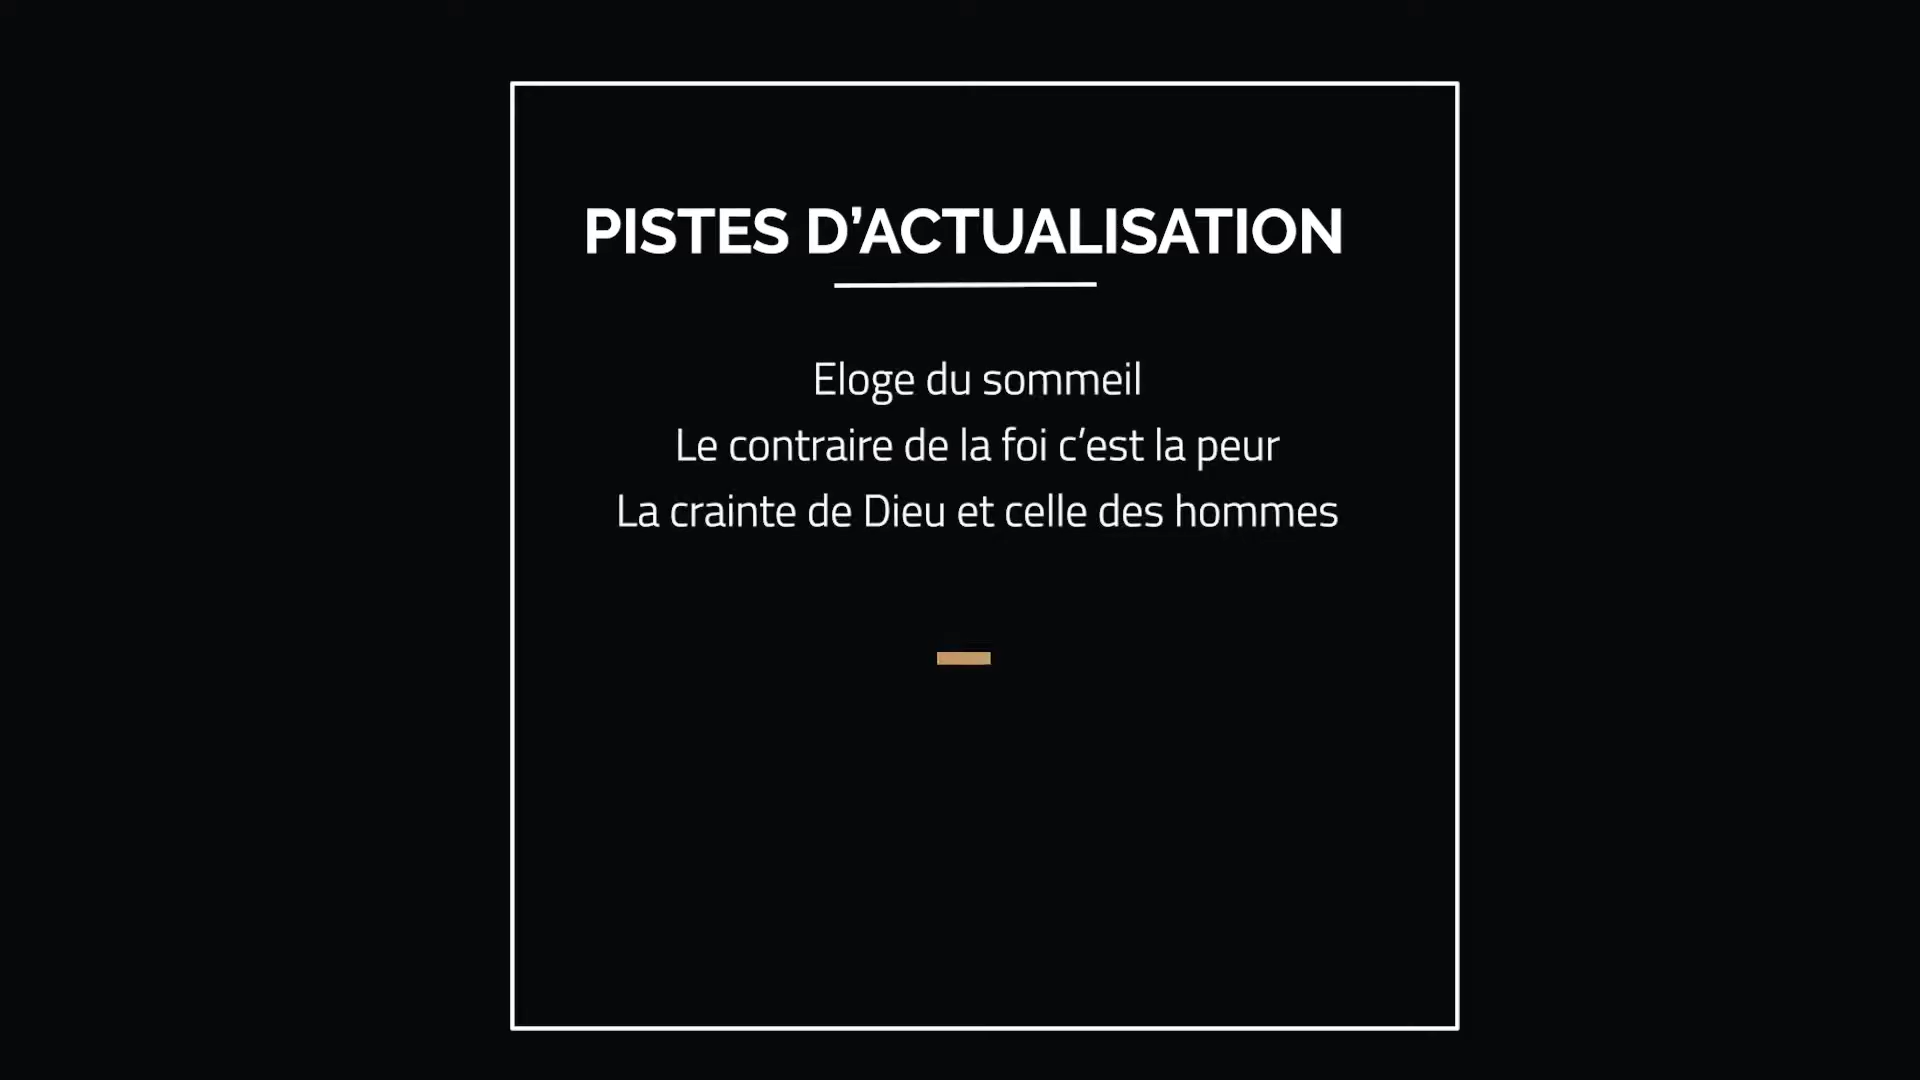 PISTES D’ACTUALISATION
Eloge du sommeil
Le contraire de la foi c’est la peur
La crainte de Dieu et celle des hommes